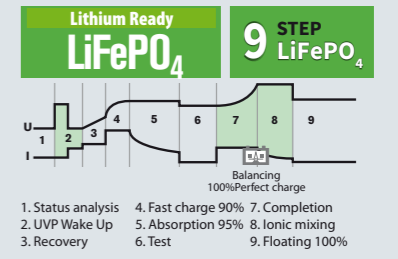 Lithium Ready
LiFePO4
9 STEP
LiFePO4
U
I
1 2 3 4 5 6 7 8 9
Balancing
100%Perfect charge
1. Status analysis 4. Fast charge 90% 7. Completion
2. UVP Wake Up 5. Absorption 95% 8. Ionic mixing
3. Recovery 6. Test 9. Floating 100%